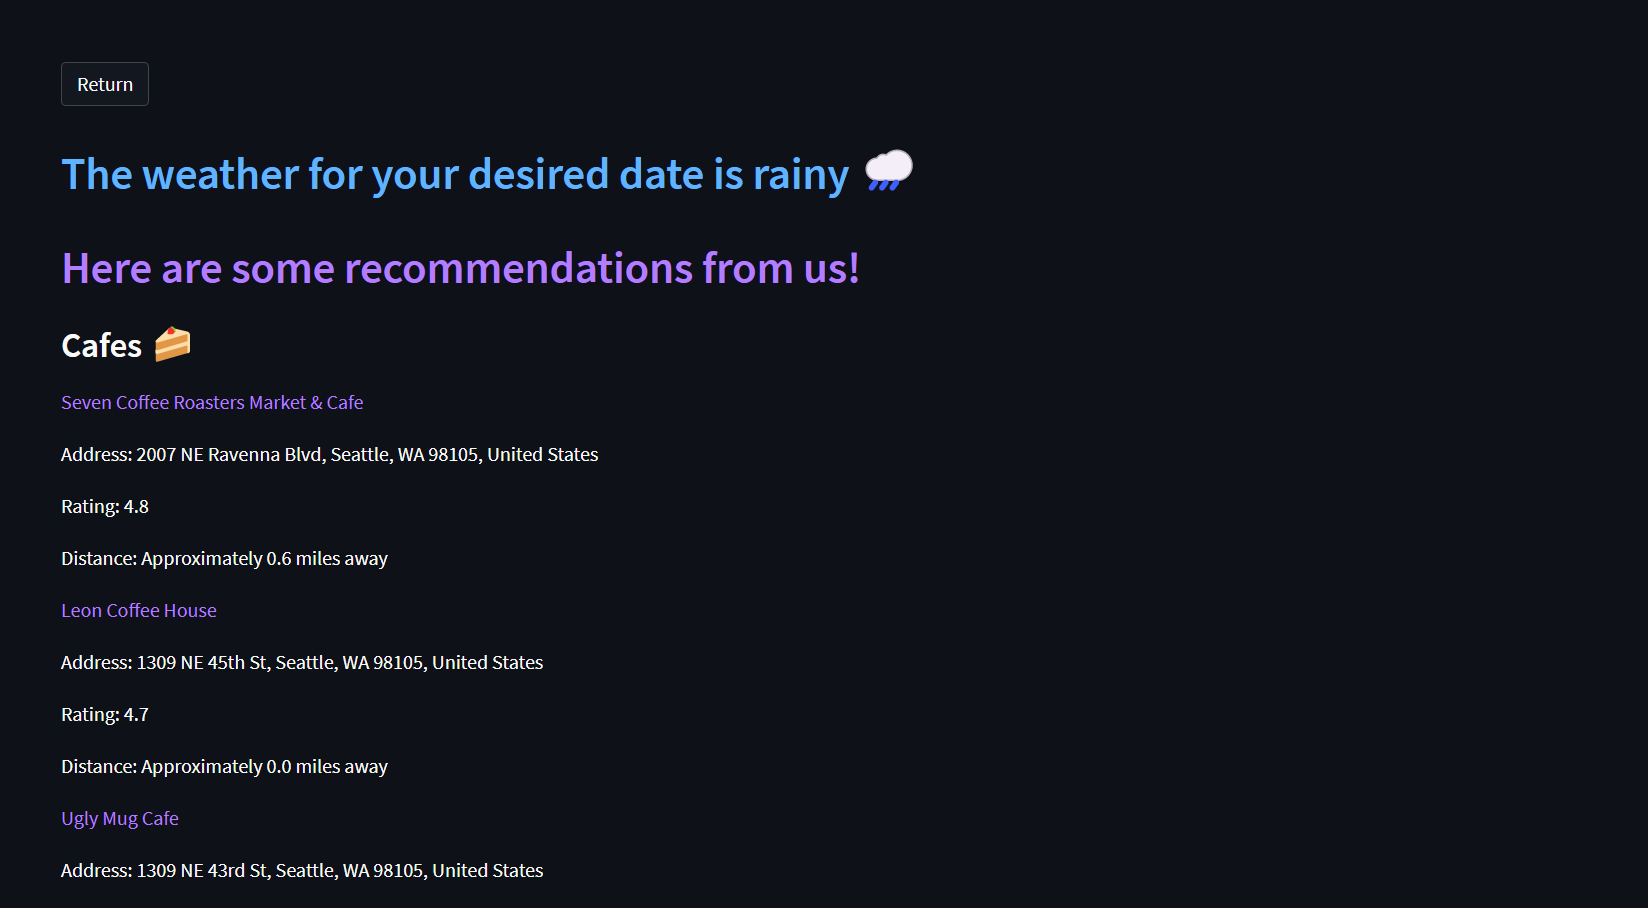 Return
The weather for your desired date is rainy
Here are some recommendations from us!
Cafes
Seven Coffee Roasters Market & Cafe
Address: 2007 NE Ravenna Blvd, Seattle, WA 98105, United States
Rating: 4.8
Distance: Approximately 0.6 miles away
Leon Coffee House
Address: 1309 NE 45th St, Seattle, WA 98105, United States
Rating: 4.7
Distance: Approximately 0.0 miles away
Ugly Mug Cafe
Address: 1309 NE 43rd St, Seattle, WA 98105, United States